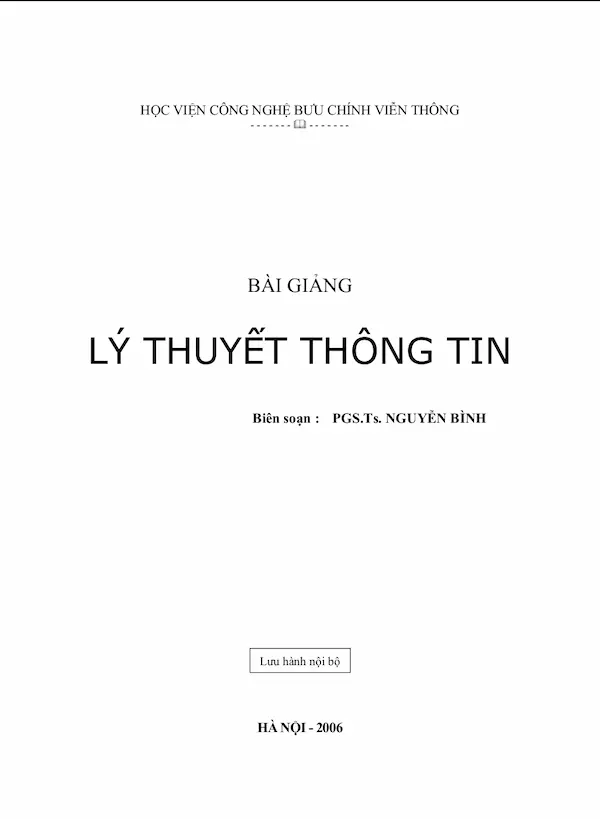 HỌC VIỆN CÔNG NGHỆ BƯU CHÍNH VIỄN THÔNG
- - - - - - - 🕮 - - - - - - -
BÀI GIẢNG
LÝ THUYẾT THÔNG TIN
Biên soạn : PGS.Ts. NGUYỄN BÌNH
Lưu hành nội bộ
HÀ NỘI - 2006